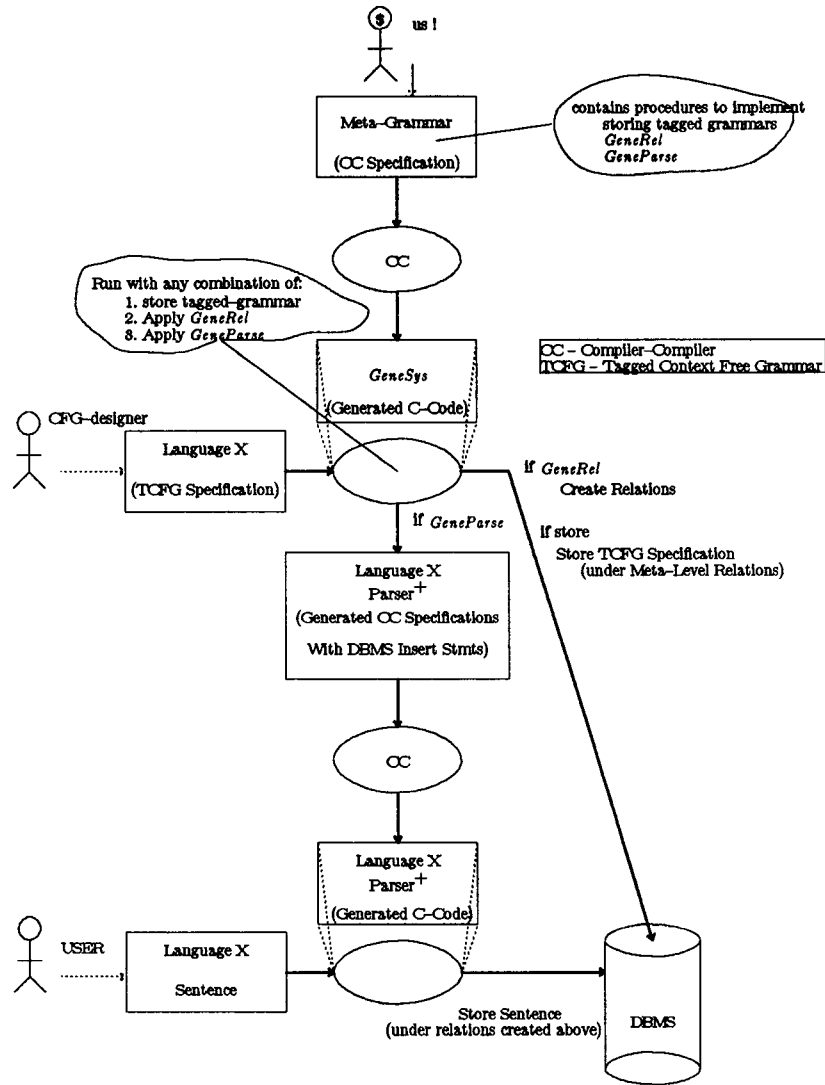 $
us !
Meta-Grammar
(CC Specification)
contains procedures to implement
storing tagged grammars
GeneRel
GeneParse
CC
Run with any combination of:
1. store tagged-grammar
2. Apply GeneRel
3. Apply GeneParse
GeneSys
(Generated C-Code)
CC - Compiler-Compiler
TCFG - Tagged Context Free Grammar
CFG-designer
Language X
(TCFG Specification)
if GeneRel
Create Relations
if GeneParse
if store
Store TCFG Specification
(under Meta-Level Relations)
Language X
Parser+
(Generated CC Specifications
With DBMS Insert Stmts)
CC
Language X
Parser+
(Generated C-Code)
USER
Language X
Sentence
Store Sentence
(under relations created above)
DBMS